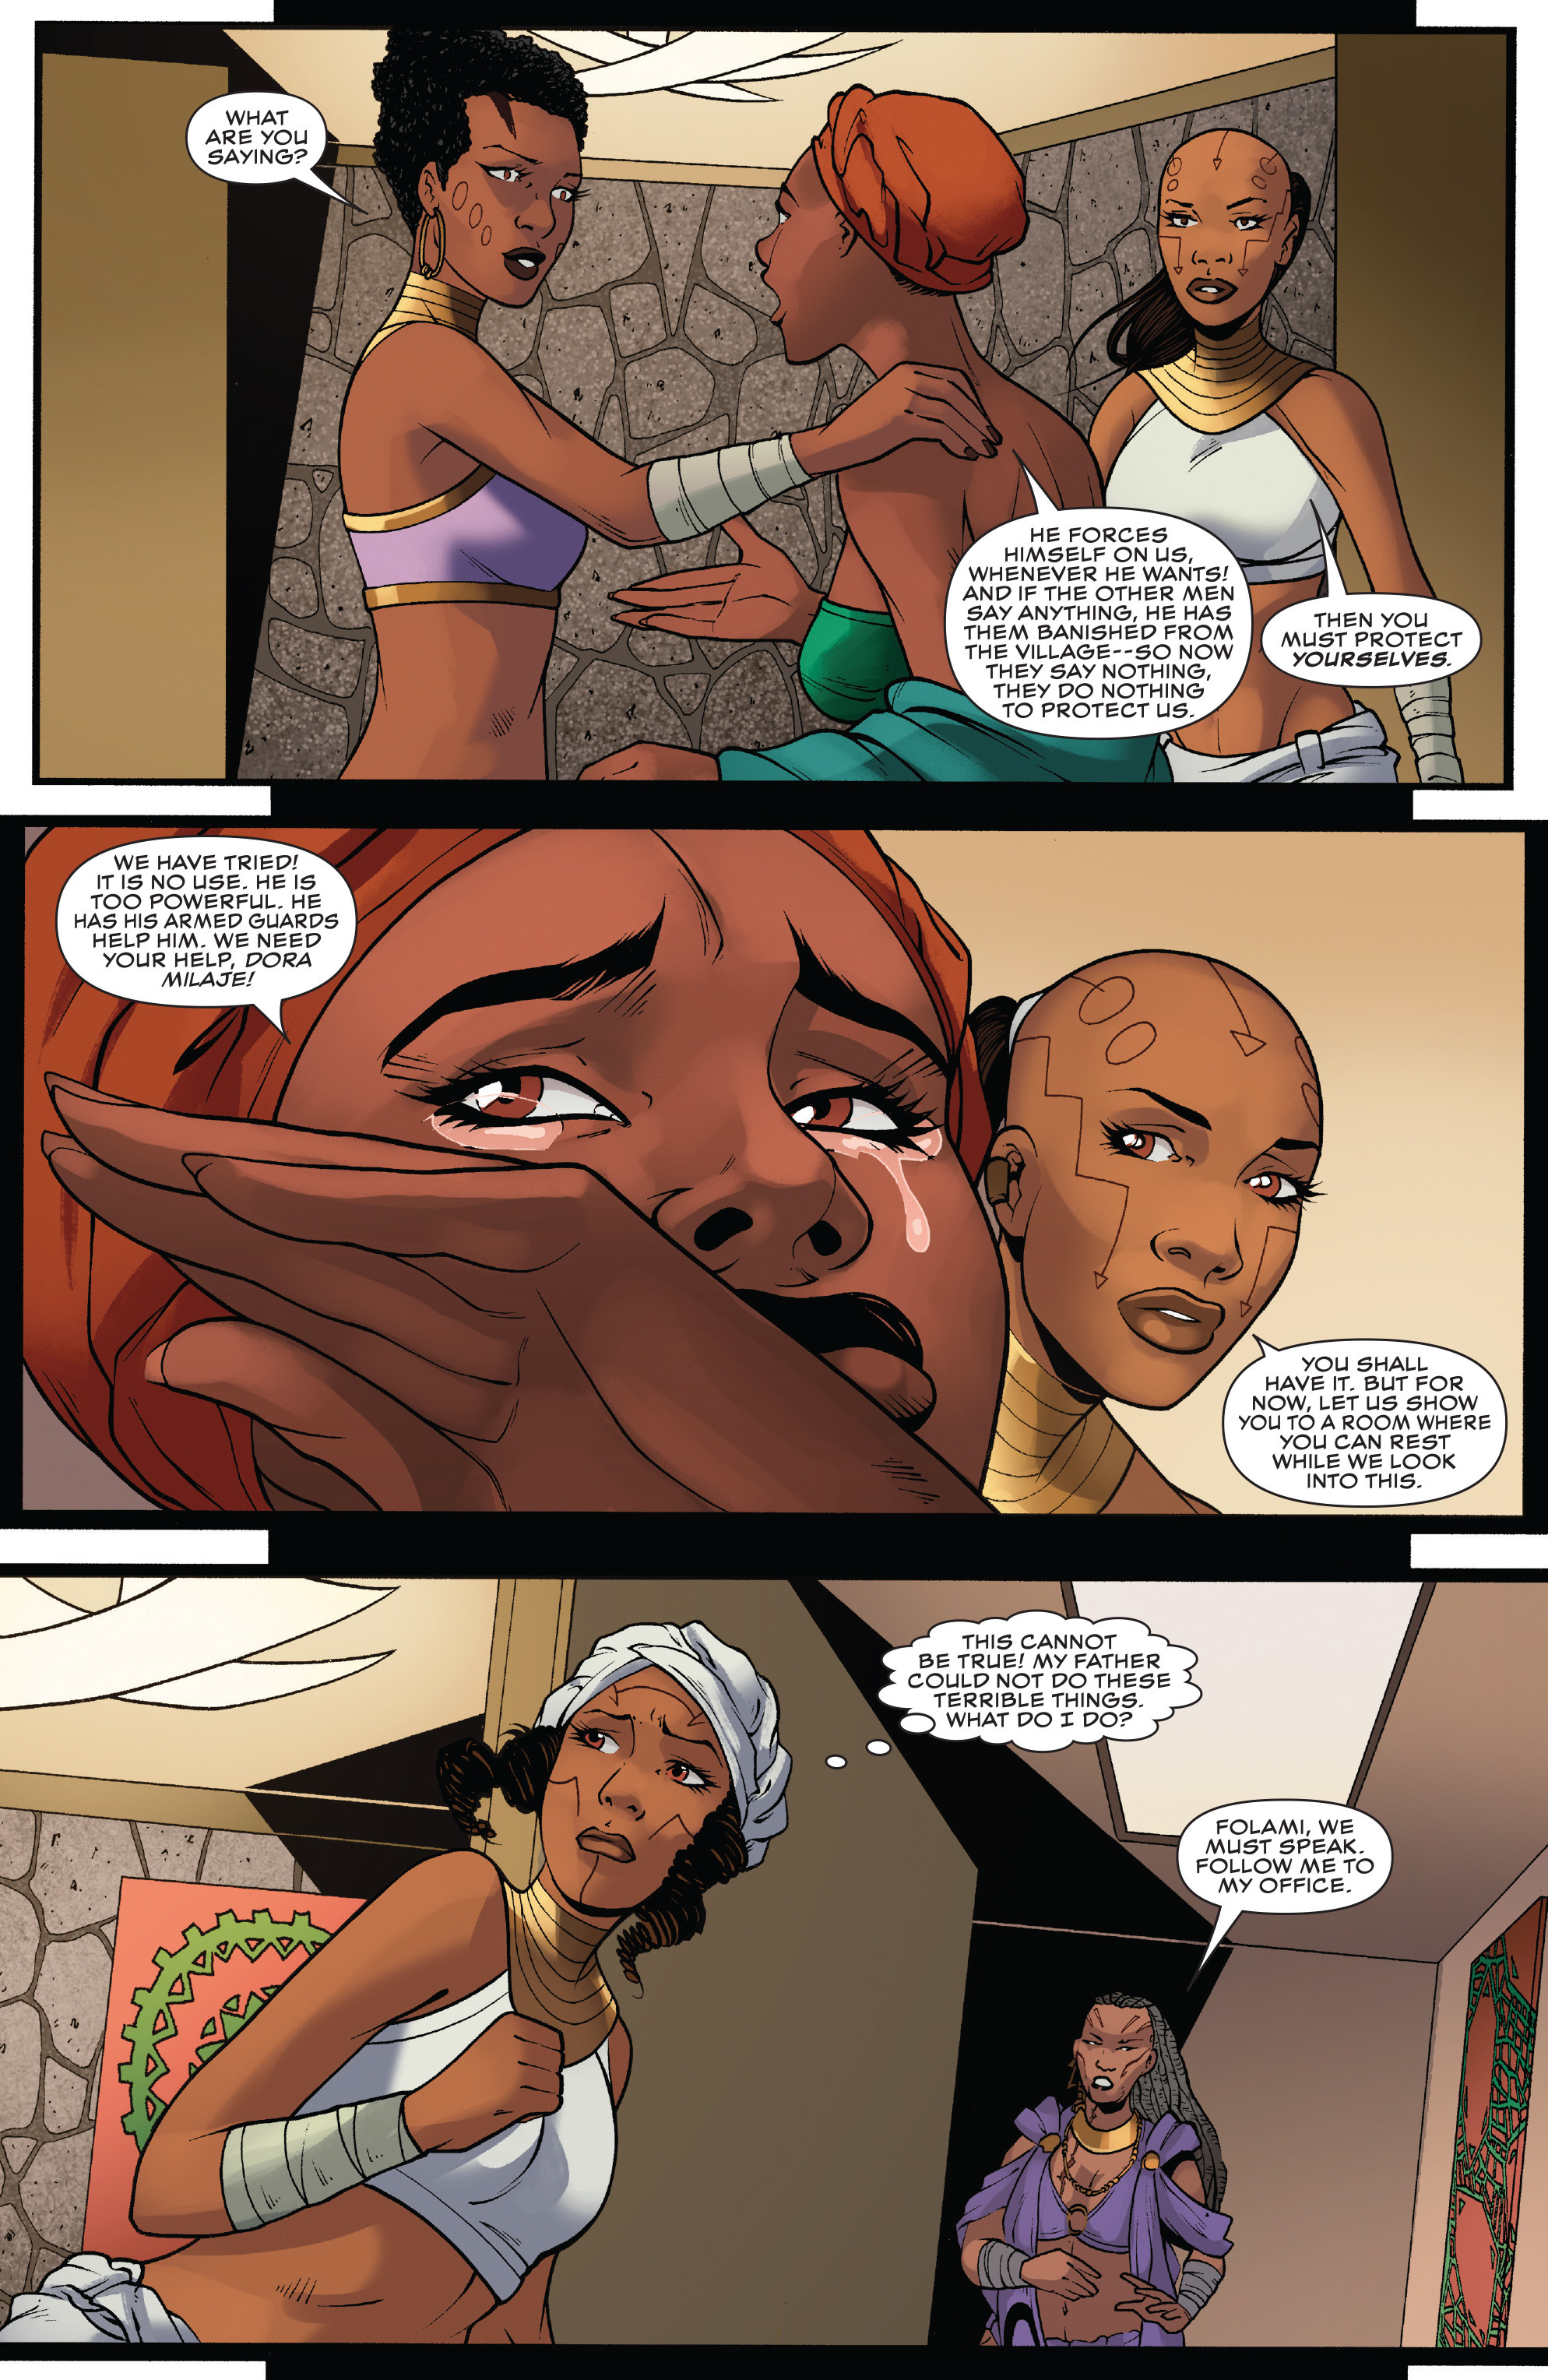 WHAT
ARE YOU
SAYING?
HE FORCES
HIMSELF ON US,
WHENEVER HE WANTS!
AND IF THE OTHER MEN
SAY ANYTHING, HE HAS
THEM BANISHED FROM
THE VILLAGE--SO NOW
THEY SAY NOTHING,
THEY DO NOTHING
TO PROTECT US.
THEN YOU
MUST PROTECT
YOURSELVES.
WE HAVE TRIED!
IT IS NO USE. HE IS
TOO POWERFUL. HE
HAS HIS ARMED GUARDS
HELP HIM. WE NEED
YOUR HELP, DORA
MILAJE!
YOU SHALL
HAVE IT. BUT FOR
NOW, LET US SHOW
YOU TO A ROOM WHERE
YOU CAN REST
WHILE WE LOOK
INTO THIS.
THIS CANNOT
BE TRUE! MY FATHER
COULD NOT DO THESE
TERRIBLE THINGS.
WHAT DO I DO?
FOLAMI, WE
MUST SPEAK.
FOLLOW ME TO
MY OFFICE.